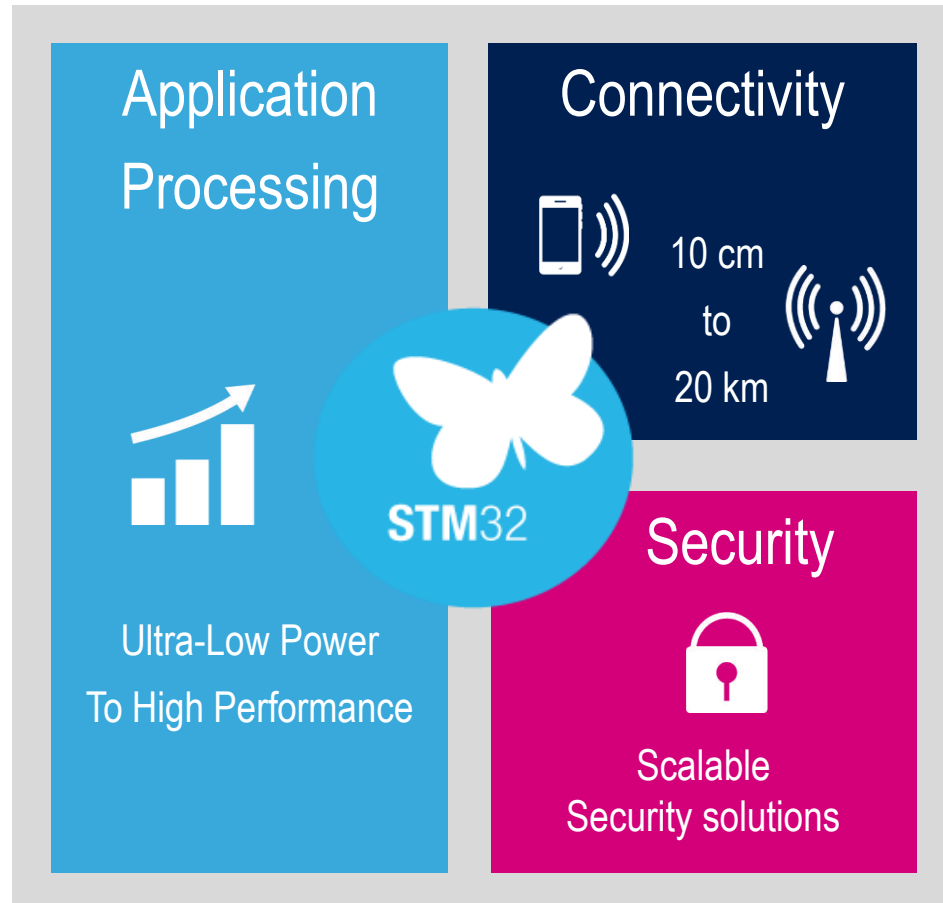 Application
Processing
Ultra-Low Power
To High Performance
Connectivity
10 cm
to
20 km
STM32
Security
Scalable
Security solutions